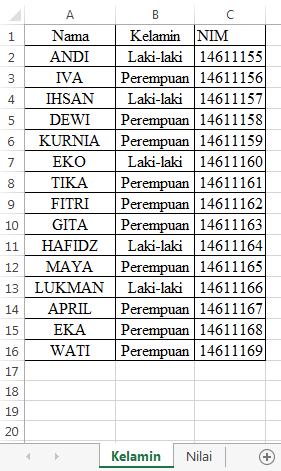 A B C
1 Nama Kelamin NIM
2 ANDI Laki-laki 14611155
3 IVA Perempuan 14611156
4 IHSAN Laki-laki 14611157
5 DEWI Perempuan 14611158
6 KURNIA Perempuan 14611159
7 EKO Laki-laki 14611160
8 TIKA Perempuan 14611161
9 FITRI Perempuan 14611162
10 GITA Perempuan 14611163
11 HAFIDZ Laki-laki 14611164
12 MAYA Perempuan 14611165
13 LUKMAN Laki-laki 14611166
14 APRIL Perempuan 14611167
15 EKA Perempuan 14611168
16 WATI Perempuan 14611169
17
18
19
20
Kelamin Nilai